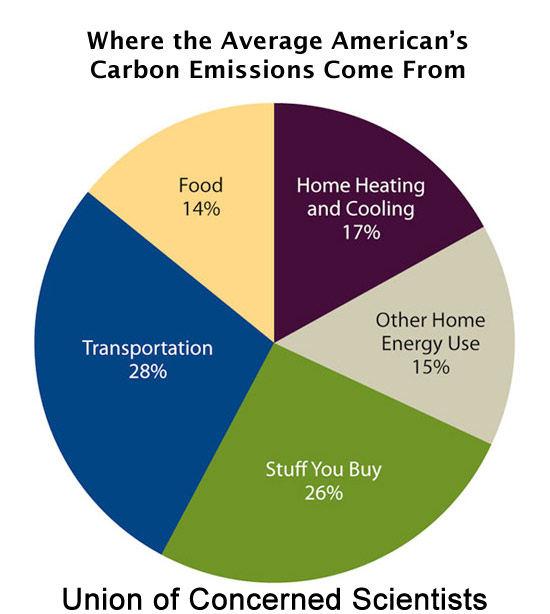 Where the Average American’s
Carbon Emissions Come From
Food
14%
Home Heating
and Cooling
17%
Other Home
Energy Use
15%
Transportation
28%
Stuff You Buy
26%
Union of Concerned Scientists